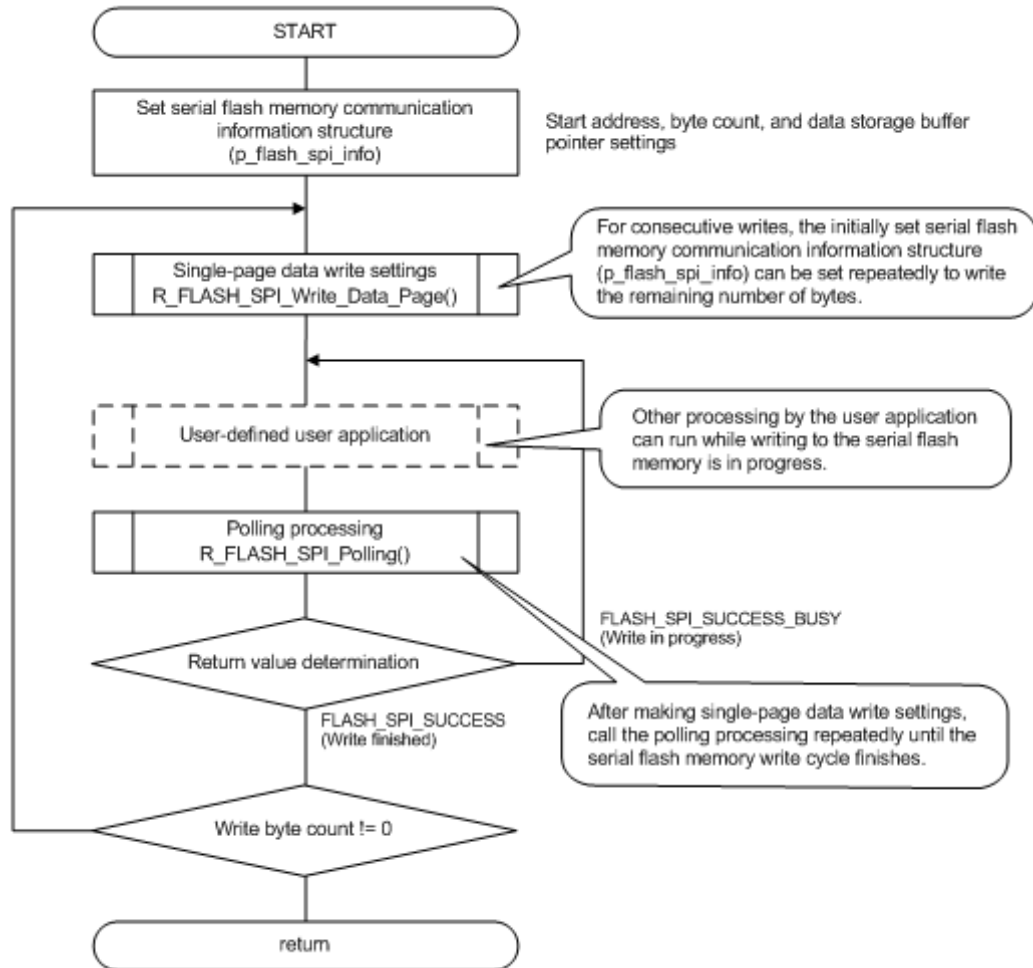 START
Set serial flash memory communication
information structure
(p_flash_spi_info)
Start address, byte count, and data storage buffer
pointer settings
For consecutive writes, the initially set serial flash
memory communication information structure
(p_flash_spi_info) can be set repeatedly to write
the remaining number of bytes.
Single-page data write settings
R_FLASH_SPI_Write_Data_Page()
User-defined user application
Other processing by the user application
can run while writing to the serial flash
memory is in progress.
Polling processing
R_FLASH_SPI_Polling()
FLASH_SPI_SUCCESS_BUSY
(Write in progress)
Return value determination
FLASH_SPI_SUCCESS
(Write finished)
After making single-page data write settings,
call the polling processing repeatedly until the
serial flash memory write cycle finishes.
Write byte count != 0
return